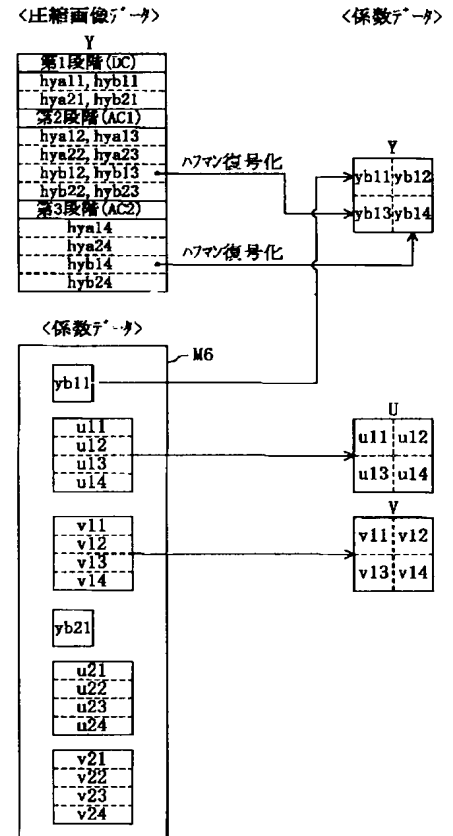 <圧縮画像ﾃﾞｰﾀ>
<係数ﾃﾞｰﾀ>
Y
第1段階(DC)
hya11, hyb11
hya21, hyb21
第2段階(AC1)
hya12, hya13
hya22, hya23
hyb12, hyb13
hyb22, hyb23
第3段階(AC2)
hya14
hya24
hyb14
hyb24
ﾊﾌﾏﾝ復号化
ﾊﾌﾏﾝ復号化
Y
yb11 yb12
yb13 yb14
<係数ﾃﾞｰﾀ>
M6
yb11
u11
u12
u13
u14
v11
v12
v13
v14
yb21
u21
u22
u23
u24
v21
v22
v23
v24
U
u11 u12
u13 u14
V
v11 v12
v13 v14